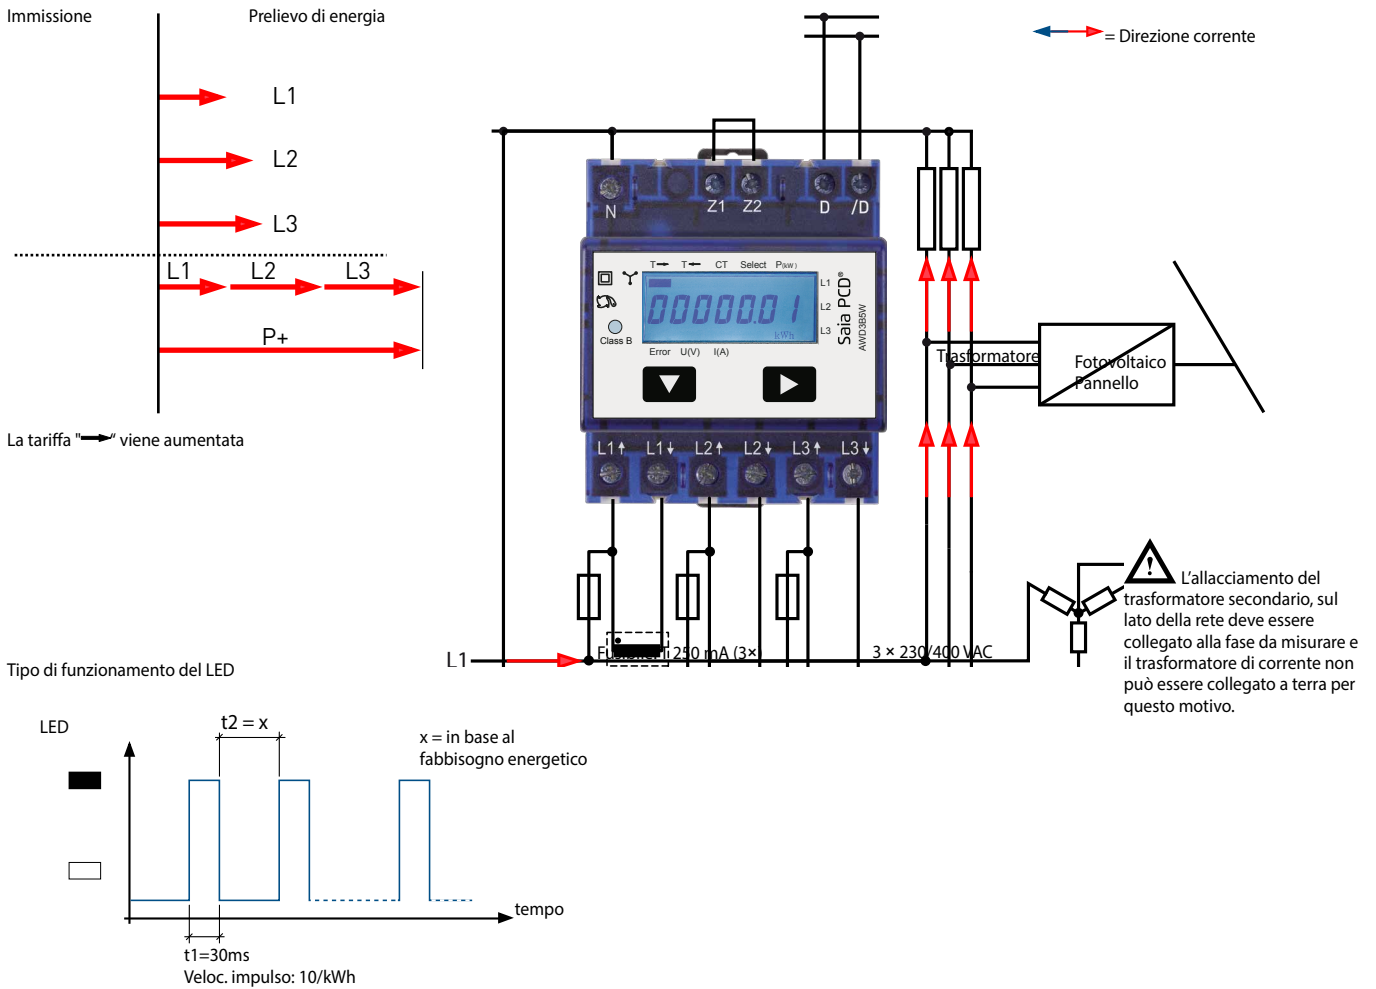 Immissione
Prelievo di energia
= Direzione corrente
L1
L2
L3
L1 L2 L3
P+
La tariffa "➞" viene aumentata
N Z1 Z2 D /D
T→ T← CT Select P(kW)
L1
L2
L3
00000.01
kWh
Class B
Error U(V) I(A)
Saia PCD®
AWD3B5W
L1↑ L1↓ L2↑ L2↓ L3↑ L3↓
Trasformatore
Fotovoltaico
Pannello
L1
250 mA (3×)
3 × 230/400 VAC
L'allacciamento del
trasformatore secondario, sul
lato della rete deve essere
collegato alla fase da misurare e
il trasformatore di corrente non
può essere collegato a terra per
questo motivo.
Tipo di funzionamento del LED
LED
t2 = x
x = in base al
fabbisogno energetico
tempo
t1=30ms
Veloc. impulso: 10/kWh